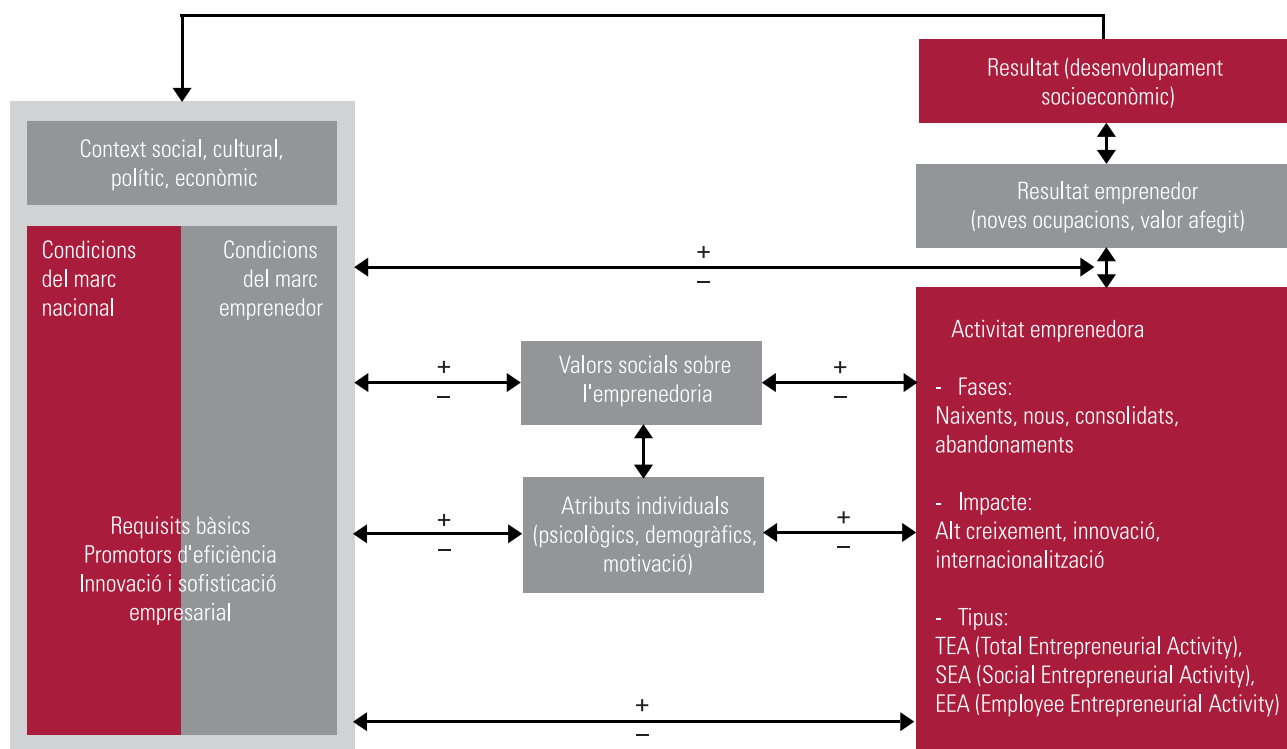 Resultat (desenvolupament
socioeconòmic)
Context social, cultural,
polític, econòmic
Resultat emprenedor
(noves ocupacions, valor afegit)
Condicions
del marc
nacional
Condicions
del marc
emprenedor
+
–
Activitat emprenedora
+
–
Valors socials sobre
l'emprenedoria
+
–
- Fases:
Naixents, nous, consolidats,
abandonaments
Requisits bàsics
Promotors d'eficiència
Innovació i sofisticació
empresarial
+
–
Atributs individuals
(psicològics, demogràfics,
motivació)
+
–
- Impacte:
Alt creixement, innovació,
internacionalització
- Tipus:
TEA (Total Entrepreneurial Activity),
SEA (Social Entrepreneurial Activity),
EEA (Employee Entrepreneurial Activity)
+
–